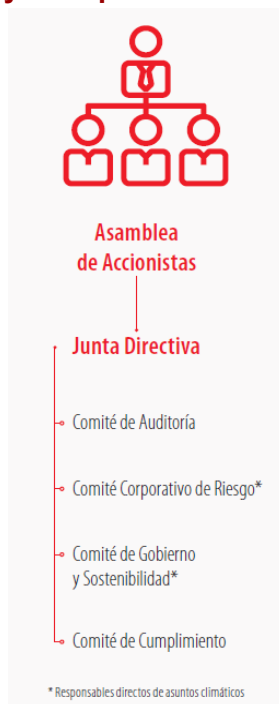 Asamblea
de Accionistas
Junta Directiva
Comité de Auditoría
Comité Corporativo de Riesgo*
Comité de Gobierno
y Sostenibilidad*
Comité de Cumplimiento
* Responsables directos de asuntos climáticos